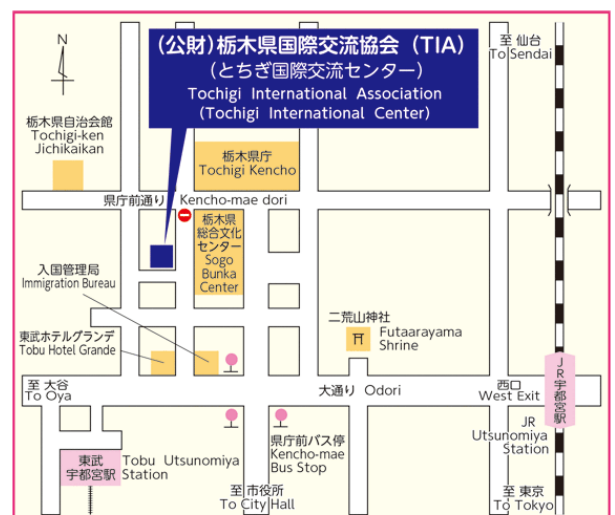 (公財)栃木県国際交流協会 (TIA)
(とちぎ国際交流センター)
Tochigi International Association
(Tochigi International Center)
至 仙台
To Sendai
N
栃木県自治会館
Tochigi-ken
Jichikaikan
栃木県庁
Tochigi Kencho
県庁前通り Kencho-mae dori
栃木県
総合文化
センター
Sogo
Bunka
Center
入国管理局
Immigration Bureau
東武ホテルグランデ
Tobu Hotel Grande
二荒山神社
Futaarayama
Shrine
至 大谷
To Oya
大通り Odori
西口
West Exit
JR宇都宮駅
JR
Utsunomiya
Station
東武
宇都宮駅
Tobu Utsunomiya
Station
県庁前バス停
Kencho-mae
Bus Stop
至 市役所
To City Hall
至 東京
To Tokyo